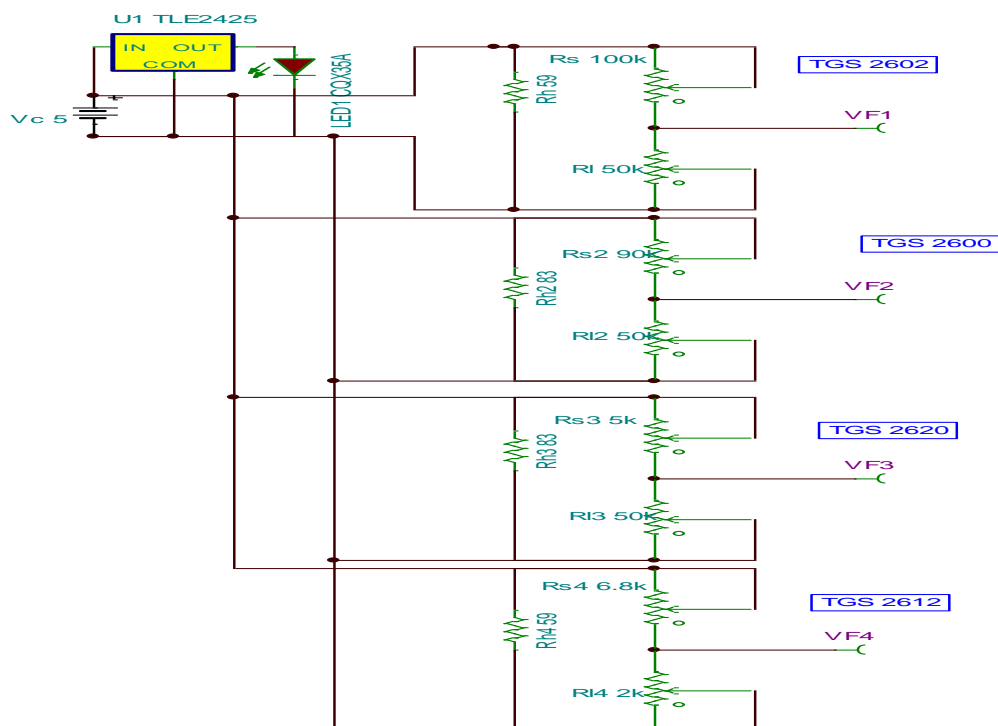 U1 TLE2425
IN OUT
COM
LED1 CQX35A
+
Vc 5
Rs 100k
Rh 59
TGS 2602
VF1
Rl 50k
TGS 2600
Rs2 90k
Rh2 83
VF2
Rl2 50k
Rs3 5k
TGS 2620
Rh3 83
VF3
Rl3 50k
Rs4 6.8k
TGS 2612
Rh4 59
VF4
Rl4 2k